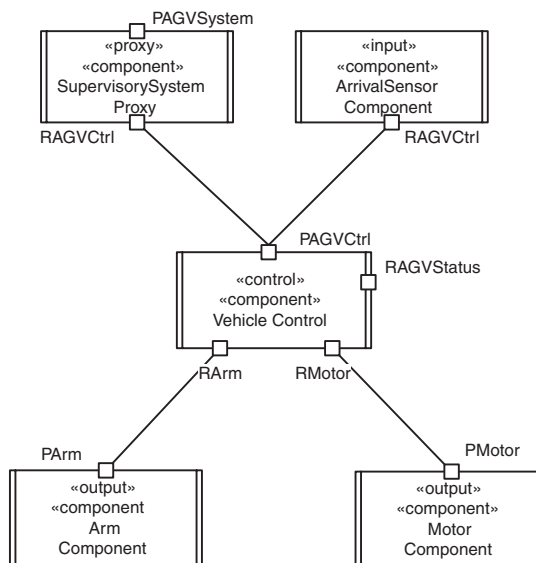 PAGVSystem
«proxy»
«component»
SupervisorySystem
Proxy
RAGVCtrl
«input»
«component»
ArrivalSensor
Component
RAGVCtrl
PAGVCtrl
RAGVStatus
«control»
«component»
Vehicle Control
RArm
RMotor
PArm
«output»
«component
Arm
Component
PMotor
«output»
«component»
Motor
Component